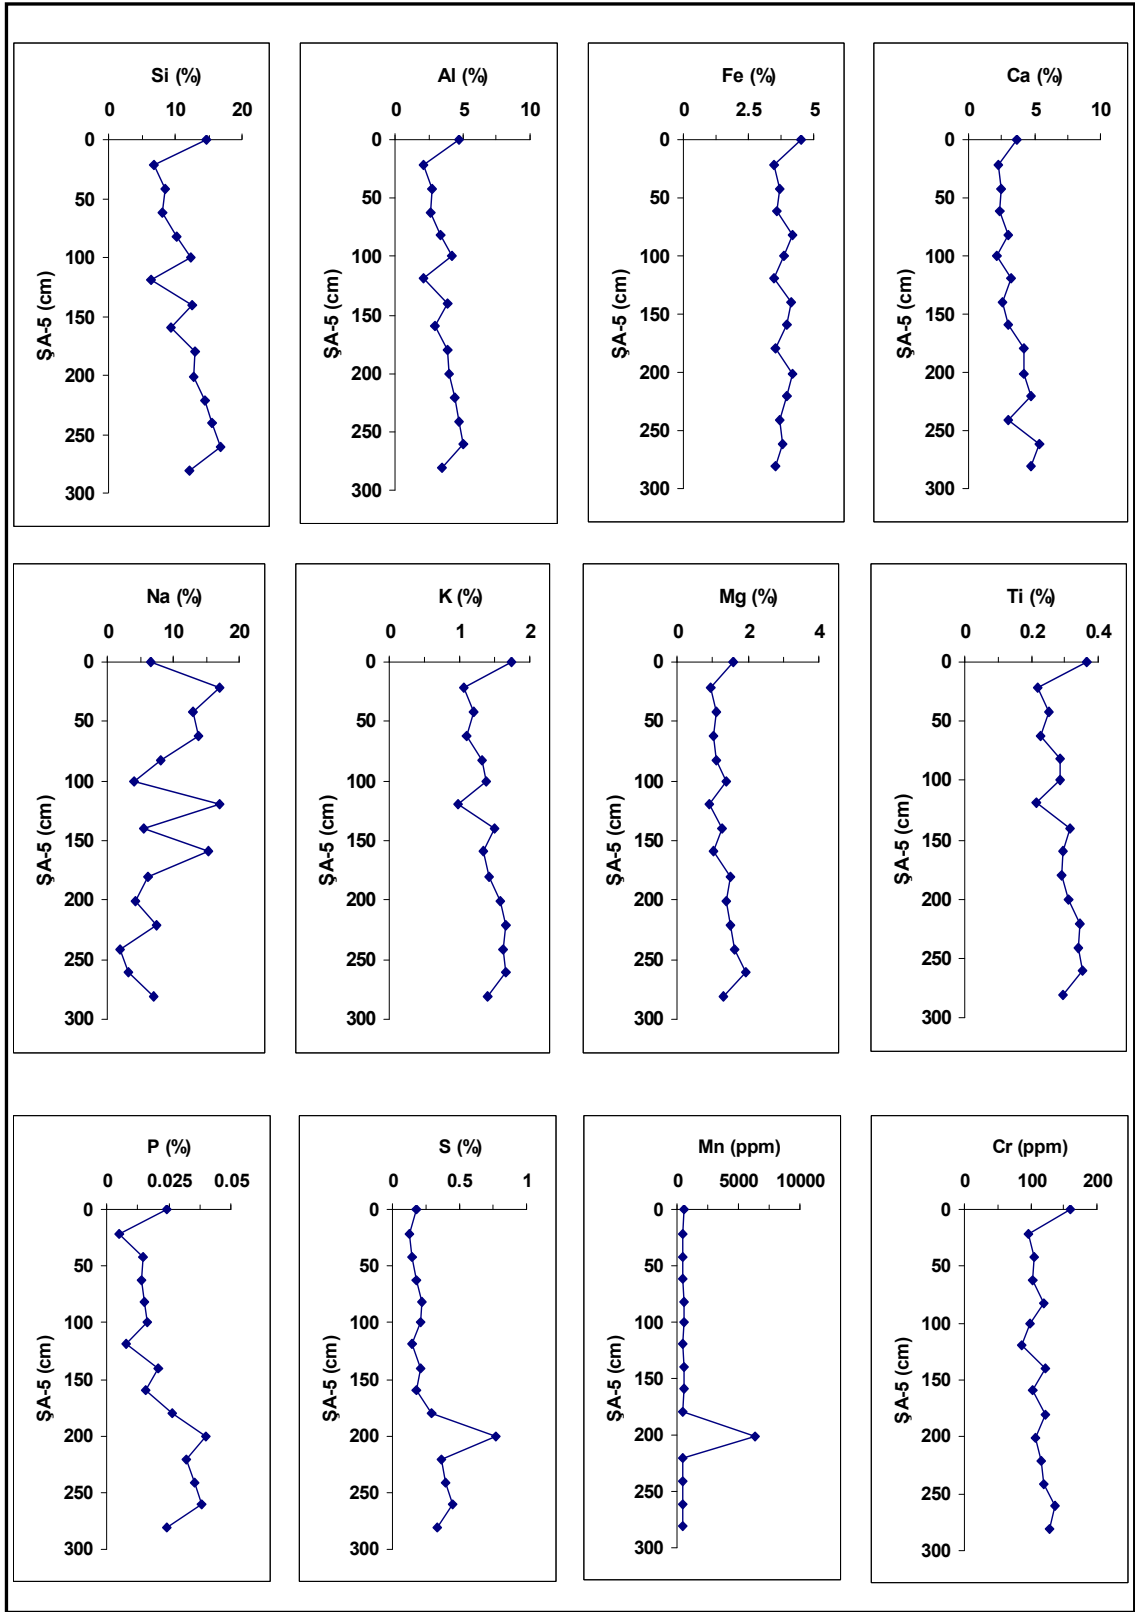 Si (%)
0 10 20
0
50
100
150
200
250
300
ŞA-5 (cm)
Al (%)
0 5 10
0
50
100
150
200
250
300
ŞA-5 (cm)
Fe (%)
0 2.5 5
0
50
100
150
200
250
300
ŞA-5 (cm)
Ca (%)
0 5 10
0
50
100
150
200
250
300
ŞA-5 (cm)
Na (%)
0 10 20
0
50
100
150
200
250
300
ŞA-5 (cm)
K (%)
0 1 2
0
50
100
150
200
250
300
ŞA-5 (cm)
Mg (%)
0 2 4
0
50
100
150
200
250
300
ŞA-5 (cm)
Ti (%)
0 0.2 0.4
0
50
100
150
200
250
300
ŞA-5 (cm)
P (%)
0 0.025 0.05
0
50
100
150
200
250
300
ŞA-5 (cm)
S (%)
0 0.5 1
0
50
100
150
200
250
300
ŞA-5 (cm)
Mn (ppm)
0 5000 10000
0
50
100
150
200
250
300
ŞA-5 (cm)
Cr (ppm)
0 100 200
0
50
100
150
200
250
300
ŞA-5 (cm)